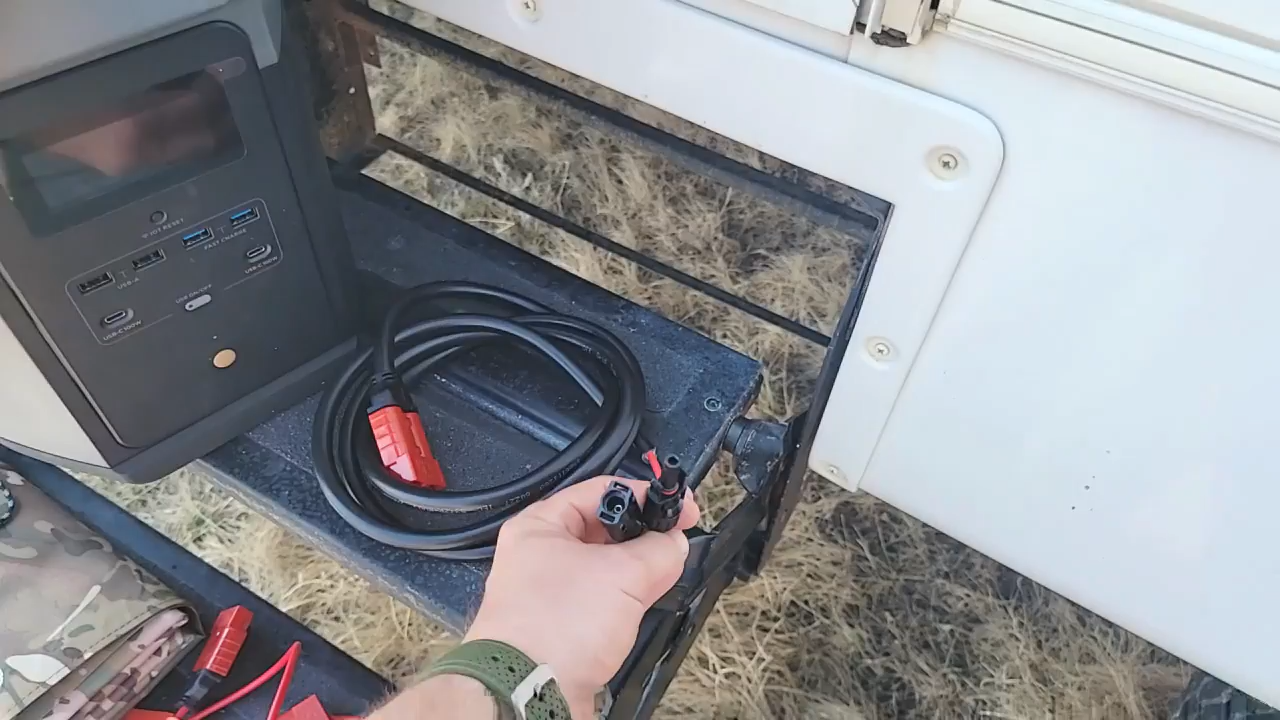 IOT RESET
FAST CHARGE
USB-A
USB-C 100W
USB ON/OFF
USB-C 100W